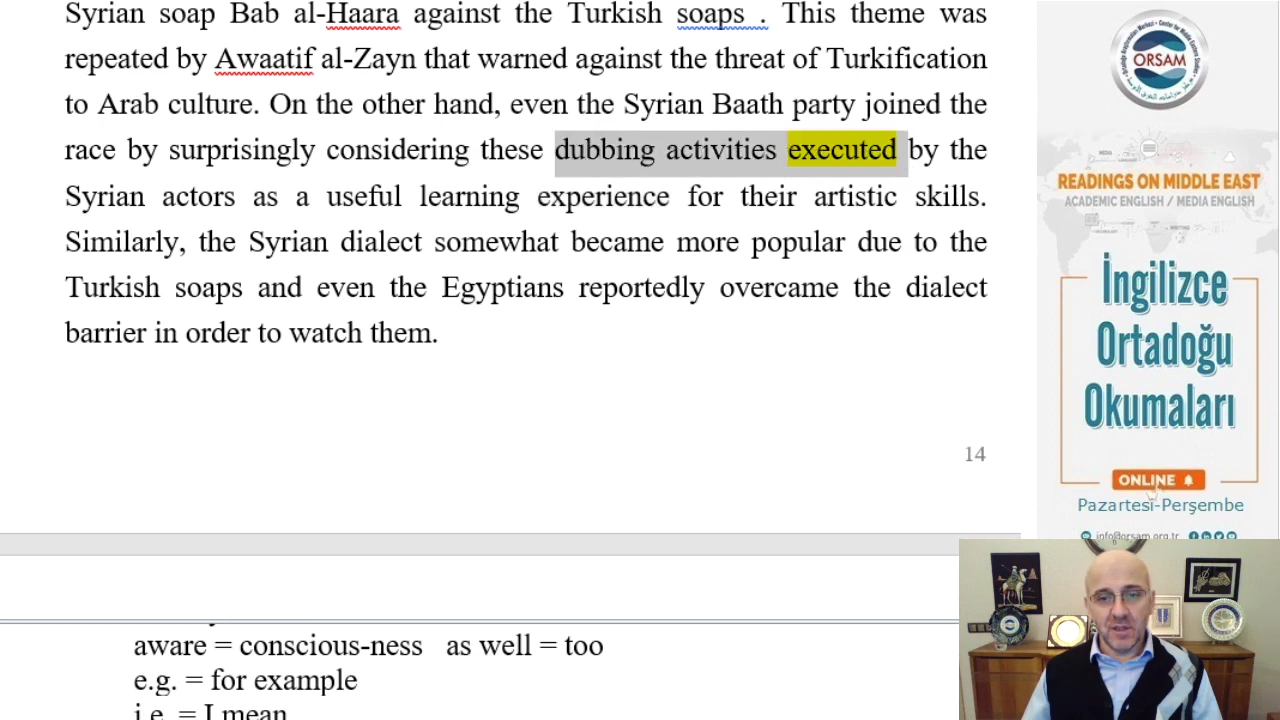 Syrian soap Bab al-Haara against the Turkish soaps . This theme was
repeated by Awaatif al-Zayn that warned against the threat of Turkification
to Arab culture. On the other hand, even the Syrian Baath party joined the
race by surprisingly considering these dubbing activities executed by the
Syrian actors as a useful learning experience for their artistic skills.
Similarly, the Syrian dialect somewhat became more popular due to the
Turkish soaps and even the Egyptians reportedly overcame the dialect
barrier in order to watch them.
14
aware = conscious-ness as well = too
e.g. = for example
i.e. = I mean
ORSAM
READINGS ON MIDDLE EAST
ACADEMIC ENGLISH / MEDIA ENGLISH
İngilizce
Ortadoğu
Okumaları
ONLINE
Pazartesi-Perşembe
info@orsam.org.tr